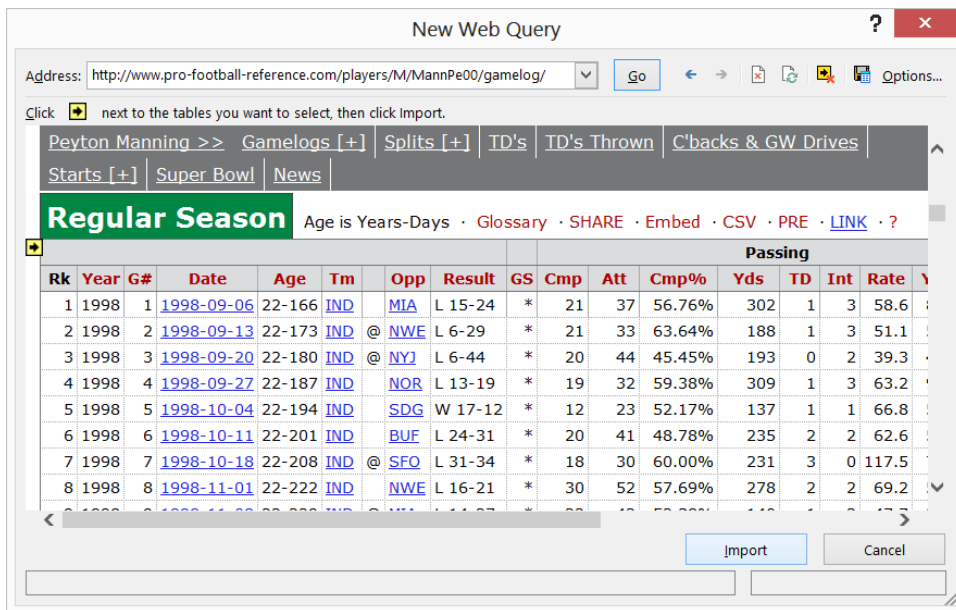 New Web Query ? ×
Address: http://www.pro-football-reference.com/players/M/MannPe00/gamelog/ Go Options...
Click next to the tables you want to select, then click Import.
Peyton Manning >> Gamelogs [+] Splits [+] TD's TD's Thrown C'backs & GW Drives
Starts [+] Super Bowl News
Regular Season Age is Years-Days · Glossary · SHARE · Embed · CSV · PRE · LINK · ?
Passing
Rk Year G# Date Age Tm Opp Result GS Cmp Att Cmp% Yds TD Int Rate Y
1 1998 1 1998-09-06 22-166 IND MIA L 15-24 * 21 37 56.76% 302 1 3 58.6
2 1998 2 1998-09-13 22-173 IND @ NWE L 6-29 * 21 33 63.64% 188 1 3 51.1
3 1998 3 1998-09-20 22-180 IND @ NYJ L 6-44 * 20 44 45.45% 193 0 2 39.3
4 1998 4 1998-09-27 22-187 IND NOR L 13-19 * 19 32 59.38% 309 1 3 63.2
5 1998 5 1998-10-04 22-194 IND SDG W 17-12 * 12 23 52.17% 137 1 1 66.8
6 1998 6 1998-10-11 22-201 IND BUF L 24-31 * 20 41 48.78% 235 2 2 62.6
7 1998 7 1998-10-18 22-208 IND @ SFO L 31-34 * 18 30 60.00% 231 3 0 117.5
8 1998 8 1998-11-01 22-222 IND NWE L 16-21 * 30 52 57.69% 278 2 2 69.2
Import Cancel